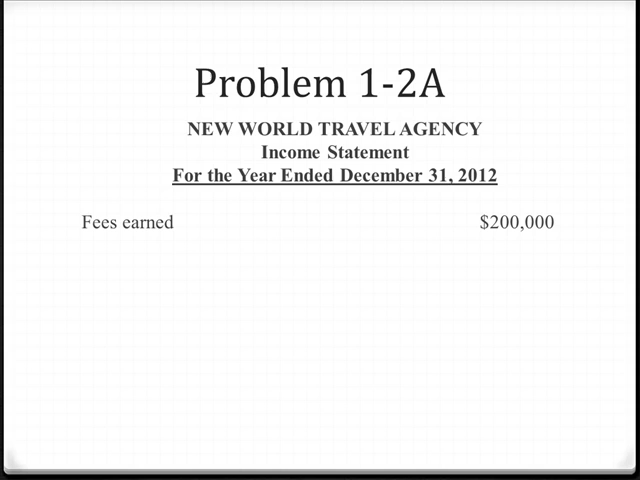 Problem 1-2A
NEW WORLD TRAVEL AGENCY
Income Statement
For the Year Ended December 31, 2012
Fees earned $200,000